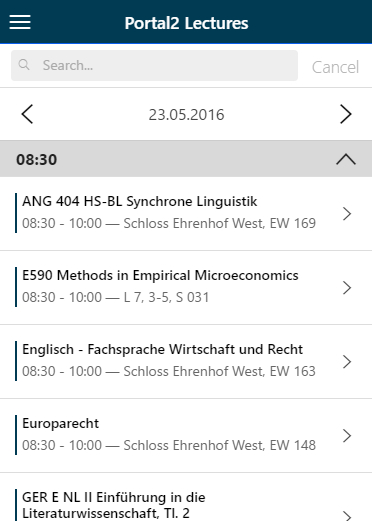 Portal2 Lectures
Search...
Cancel
23.05.2016
08:30
ANG 404 HS-BL Synchrone Linguistik
08:30 - 10:00 — Schloss Ehrenhof West, EW 169
E590 Methods in Empirical Microeconomics
08:30 - 10:00 — L 7, 3-5, S 031
Englisch - Fachsprache Wirtschaft und Recht
08:30 - 10:00 — Schloss Ehrenhof West, EW 163
Europarecht
08:30 - 10:00 — Schloss Ehrenhof West, EW 148
GER E NL II Einführung in die
Literaturwissenschaft, Tl. 2